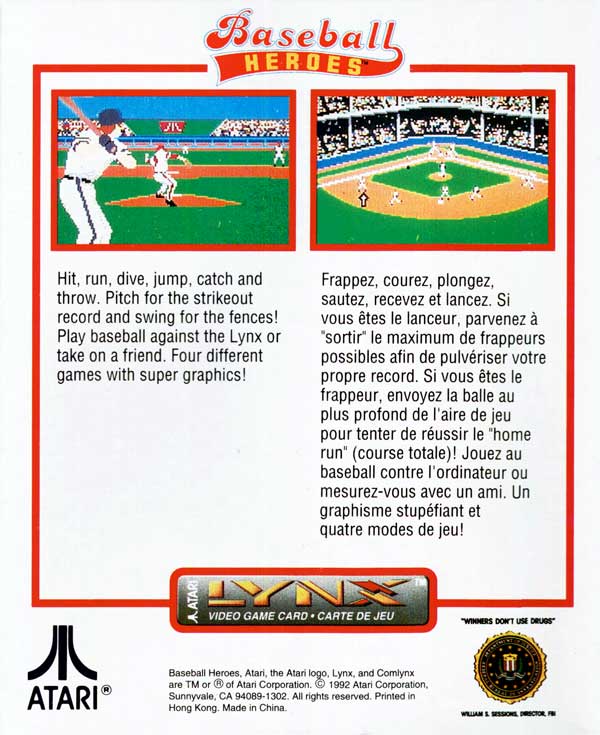 Baseball
HEROES™
Hit, run, dive, jump, catch and
throw. Pitch for the strikeout
record and swing for the fences!
Play baseball against the Lynx or
take on a friend. Four different
games with super graphics!
Frappez, courez, plongez,
sautez, recevez et lancez. Si
vous êtes le lanceur, parvenez à
"sortir" le maximum de frappeurs
possibles afin de pulvériser votre
propre record. Si vous êtes le
frappeur, envoyez la balle au
plus profond de l'aire de jeu
pour tenter de réussir le "home
run" (course totale)! Jouez au
baseball contre l'ordinateur ou
mesurez-vous avec un ami. Un
graphisme stupéfiant et
quatre modes de jeu!
ATARI LYNX™
VIDEO GAME CARD • CARTE DE JEU
ATARI®
Baseball Heroes, Atari, the Atari logo, Lynx, and Comlynx
are TM or ® of Atari Corporation. © 1992 Atari Corporation,
Sunnyvale, CA 94089-1302. All rights reserved. Printed in
Hong Kong. Made in China.
"WINNERS DON'T USE DRUGS"
WILLIAM S. SESSIONS, DIRECTOR, FBI